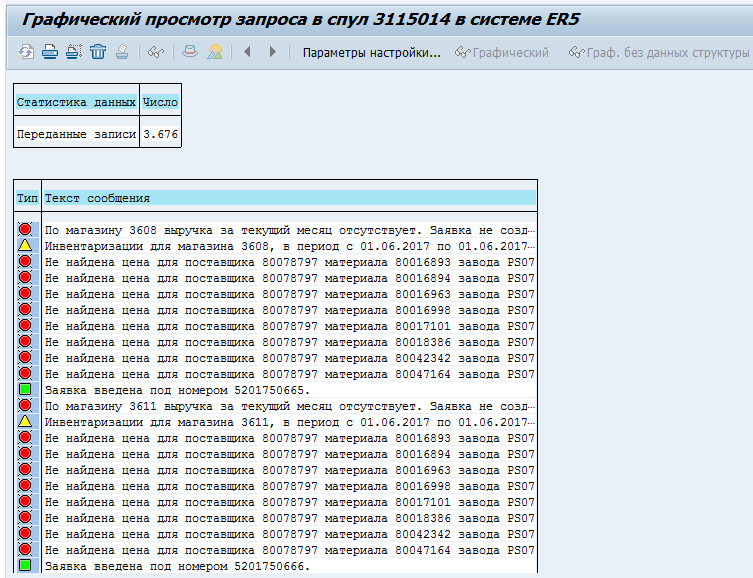 Графический просмотр запроса в спул 3115014 в системе ER5
Параметры настройки... Графический Граф. без данных структуры
Статистика данных Число
Переданные записи 3.676
Тип Текст сообщения
По магазину 3608 выручка за текущий месяц отсутствует. Заявка не созд…
Инвентаризации для магазина 3608, в период с 01.06.2017 по 01.06.2017…
Не найдена цена для поставщика 80078797 материала 80016893 завода PS07
Не найдена цена для поставщика 80078797 материала 80016894 завода PS07
Не найдена цена для поставщика 80078797 материала 80016963 завода PS07
Не найдена цена для поставщика 80078797 материала 80016998 завода PS07
Не найдена цена для поставщика 80078797 материала 80017101 завода PS07
Не найдена цена для поставщика 80078797 материала 80018386 завода PS07
Не найдена цена для поставщика 80078797 материала 80042342 завода PS07
Не найдена цена для поставщика 80078797 материала 80047164 завода PS07
Заявка введена под номером 5201750665.
По магазину 3611 выручка за текущий месяц отсутствует. Заявка не созд…
Инвентаризации для магазина 3611, в период с 01.06.2017 по 01.06.2017…
Не найдена цена для поставщика 80078797 материала 80016893 завода PS07
Не найдена цена для поставщика 80078797 материала 80016894 завода PS07
Не найдена цена для поставщика 80078797 материала 80016963 завода PS07
Не найдена цена для поставщика 80078797 материала 80016998 завода PS07
Не найдена цена для поставщика 80078797 материала 80017101 завода PS07
Не найдена цена для поставщика 80078797 материала 80018386 завода PS07
Не найдена цена для поставщика 80078797 материала 80042342 завода PS07
Не найдена цена для поставщика 80078797 материала 80047164 завода PS07
Заявка введена под номером 5201750666.